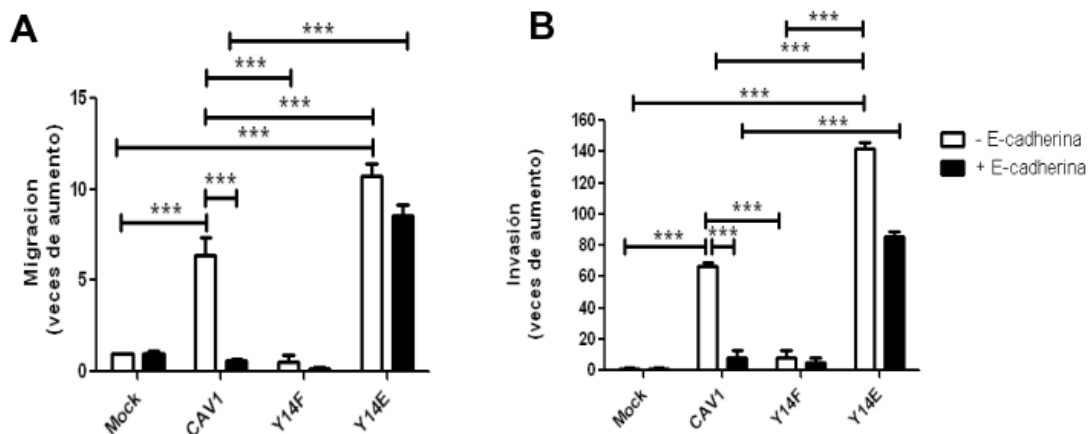 A
***
***
***
***
***
***
Migracion
(veces de aumento)
15
10
5
0
Mock
CAV1
Y14F
Y14E
B
***
***
***
***
***
***
***
Invasión
(veces de aumento)
160
140
120
100
80
60
40
20
0
Mock
CAV1
Y14F
Y14E
- E-cadherina
+ E-cadherina